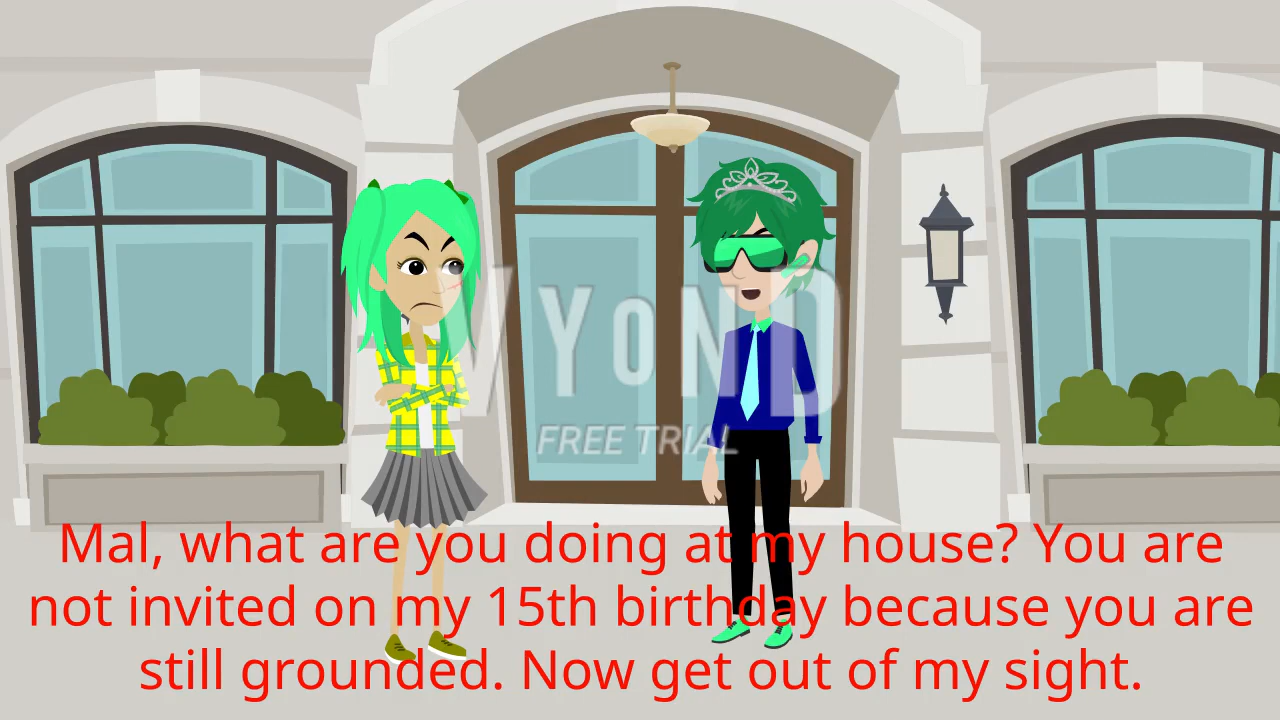 VYOND
FREE TRIAL
Mal, what are you doing at my house? You are
not invited on my 15th birthday because you are
still grounded. Now get out of my sight.